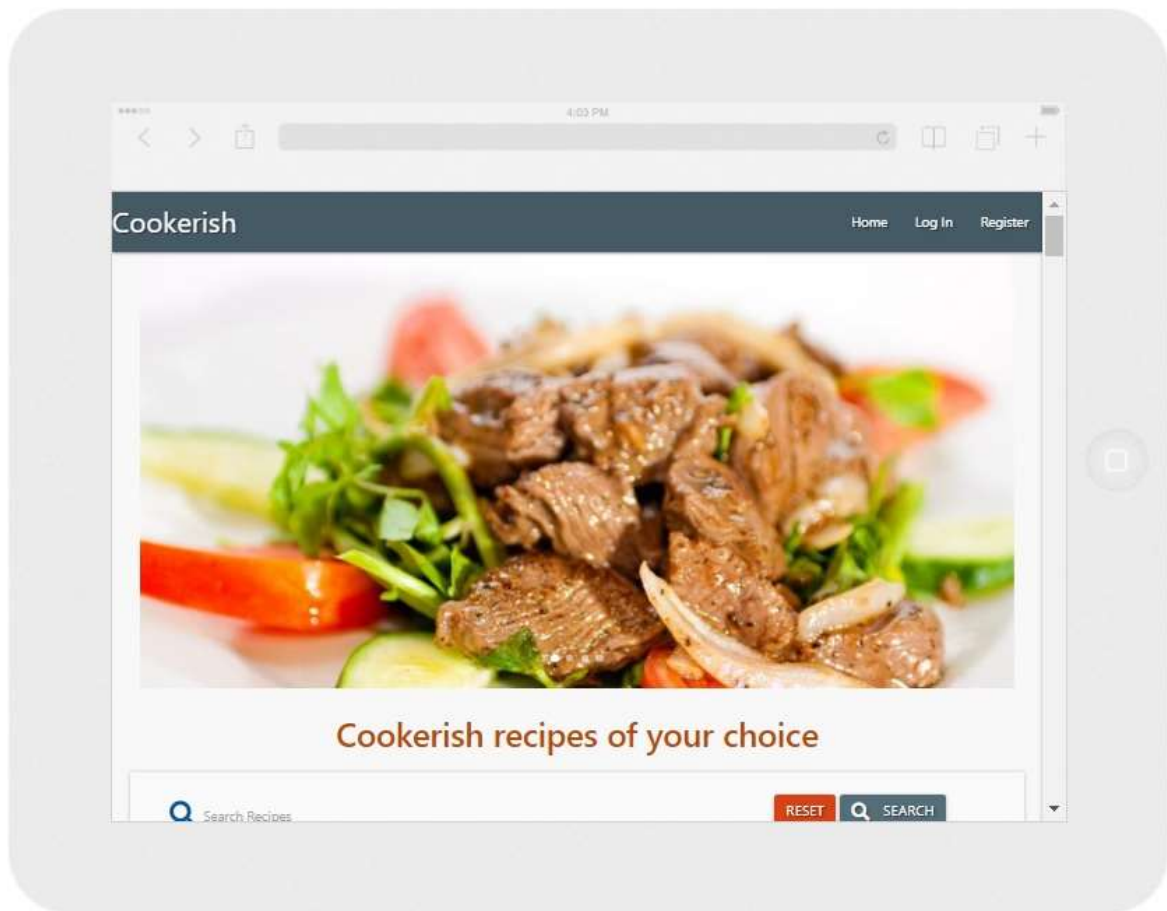 4:03 PM
Cookerish
Home Log In Register
Cookerish recipes of your choice
Search Recipes
RESET SEARCH